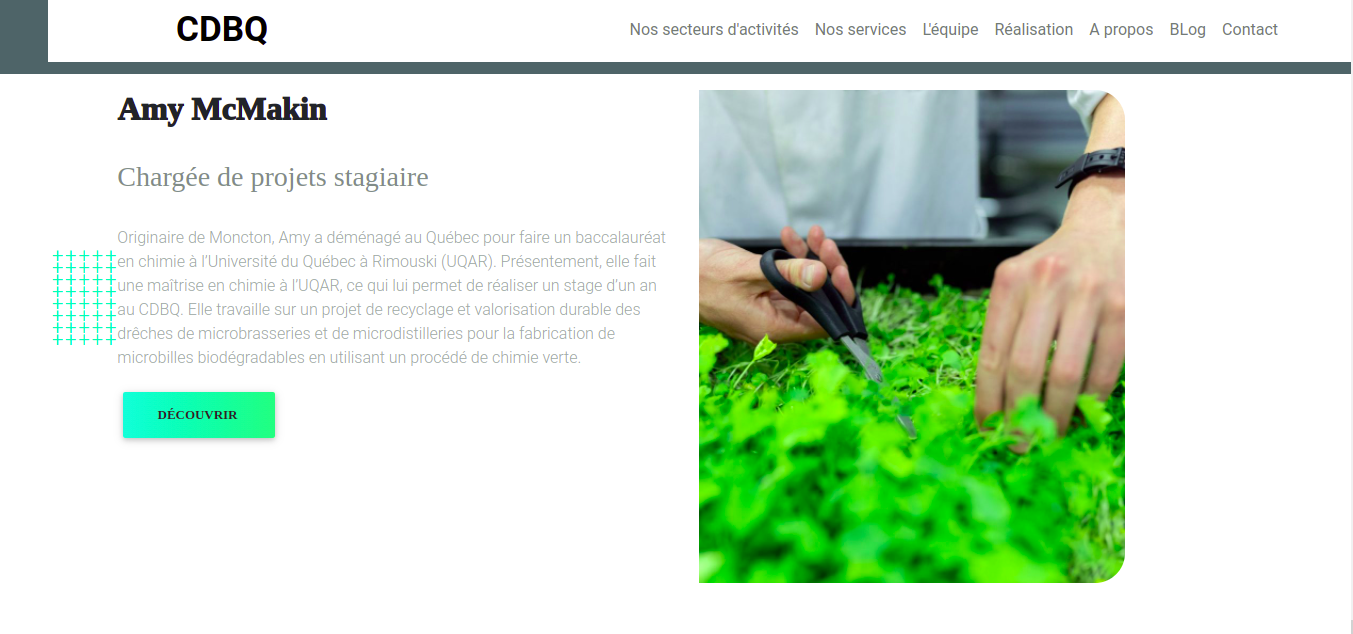 CDBQ
Nos secteurs d'activités Nos services L'équipe Réalisation A propos BLog Contact
Amy McMakin
Chargée de projets stagiaire
Originaire de Moncton, Amy a déménagé au Québec pour faire un baccalauréat
en chimie à l'Université du Québec à Rimouski (UQAR). Présentement, elle fait
une maîtrise en chimie à l'UQAR, ce qui lui permet de réaliser un stage d'un an
au CDBQ. Elle travaille sur un projet de recyclage et valorisation durable des
drêches de microbrasseries et de microdistilleries pour la fabrication de
microbilles biodégradables en utilisant un procédé de chimie verte.
DÉCOUVRIR